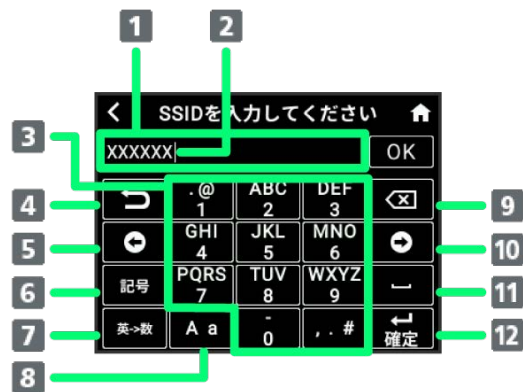 1 2
SSIDを入力してください
3 XXXXXX OK
4 .@ ABC DEF
1 2 3 9
5 GHI JKL MNO 10
4 5 6
6 記号 PQRS TUV WXYZ 11
7 8 9
7 英->数 A a - , . # 確定 12
0
8